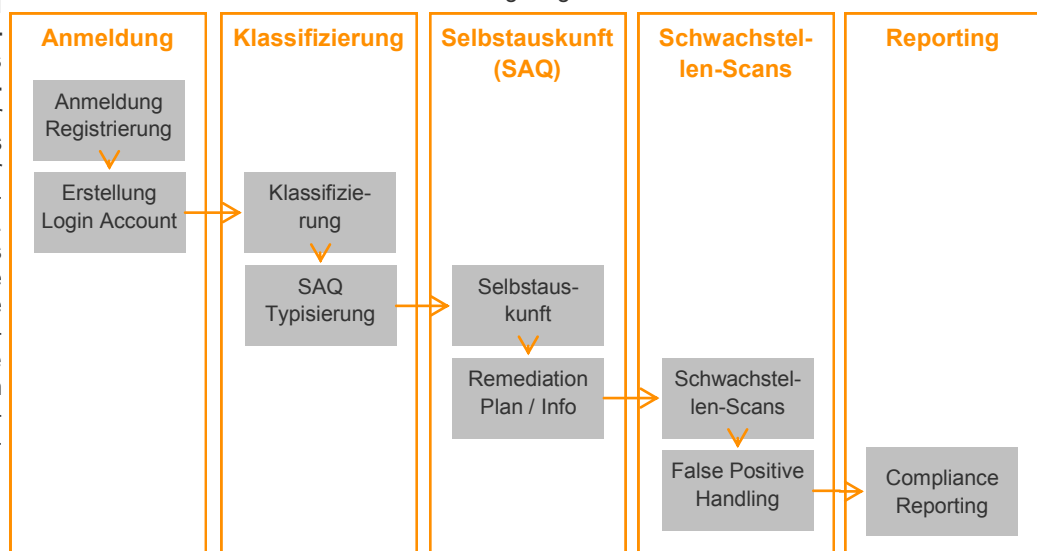 Anmeldung
Klassifizierung
Selbstauskunft
(SAQ)
Schwachstel-
len-Scans
Reporting
Anmeldung
Registrierung
Erstellung
Login Account
Klassifizie-
rung
SAQ
Typisierung
Selbstaus-
kunft
Remediation
Plan / Info
Schwachstel-
len-Scans
False Positive
Handling
Compliance
Reporting